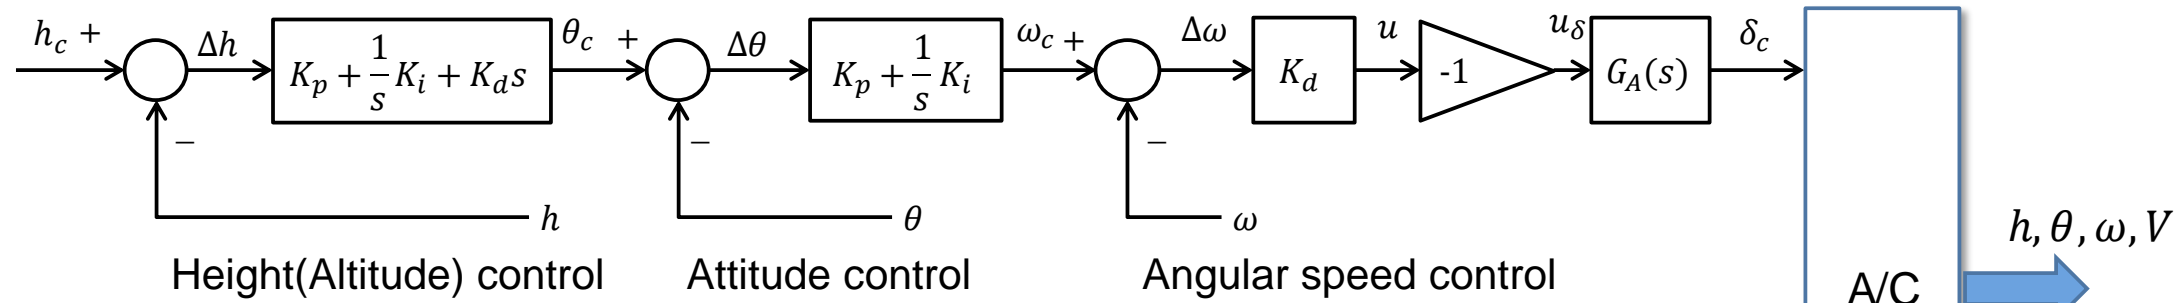 h_c + Δh K_p + 1/s K_i + K_d s θ_c + Δθ K_p + 1/s K_i ω_c + Δω K_d u -1 u_δ G_A(s) δ_c
− − −
h θ ω
h, θ, ω, V
Height(Altitude) control Attitude control Angular speed control
A/C